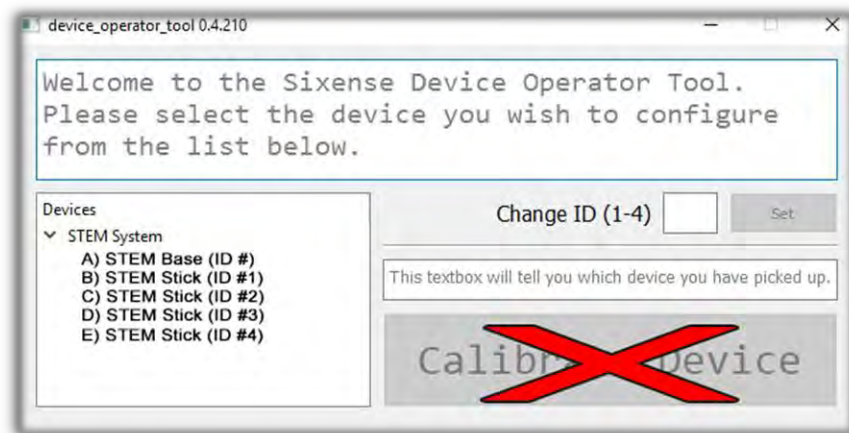 device_operator_tool 0.4.210
Welcome to the Sixense Device Operator Tool.
Please select the device you wish to configure
from the list below.
Devices
STEM System
A) STEM Base (ID #)
B) STEM Stick (ID #1)
C) STEM Stick (ID #2)
D) STEM Stick (ID #3)
E) STEM Stick (ID #4)
Change ID (1-4)
Set
This textbox will tell you which device you have picked up.
Calibrate Device